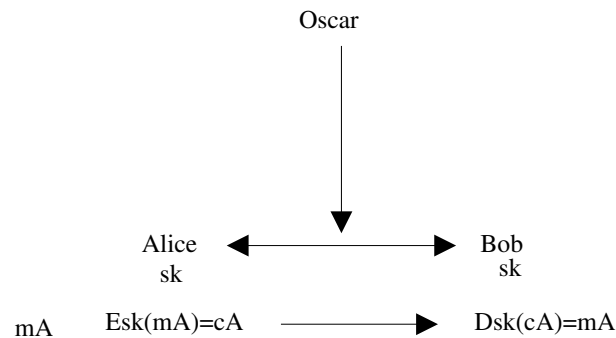 Oscar
Alice Bob
sk sk
mA Esk(mA)=cA Dsk(cA)=mA